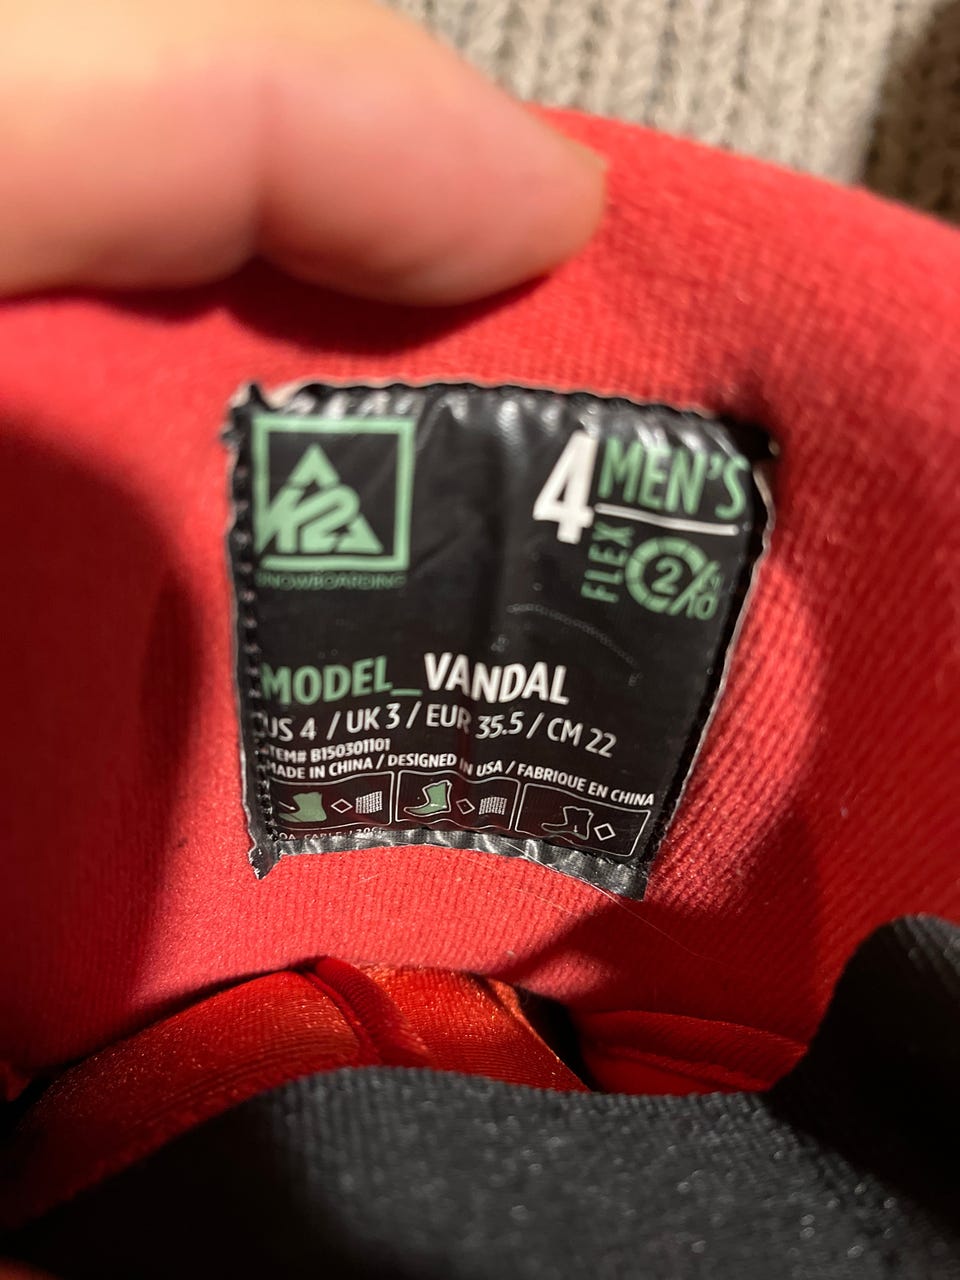 K2
SNOWBOARDING
4 MEN'S
FLEX 2/10
MODEL_VANDAL
US 4 / UK 3 / EUR 35.5 / CM 22
ITEM# B150301101
MADE IN CHINA / DESIGNED IN USA / FABRIQUE EN CHINA